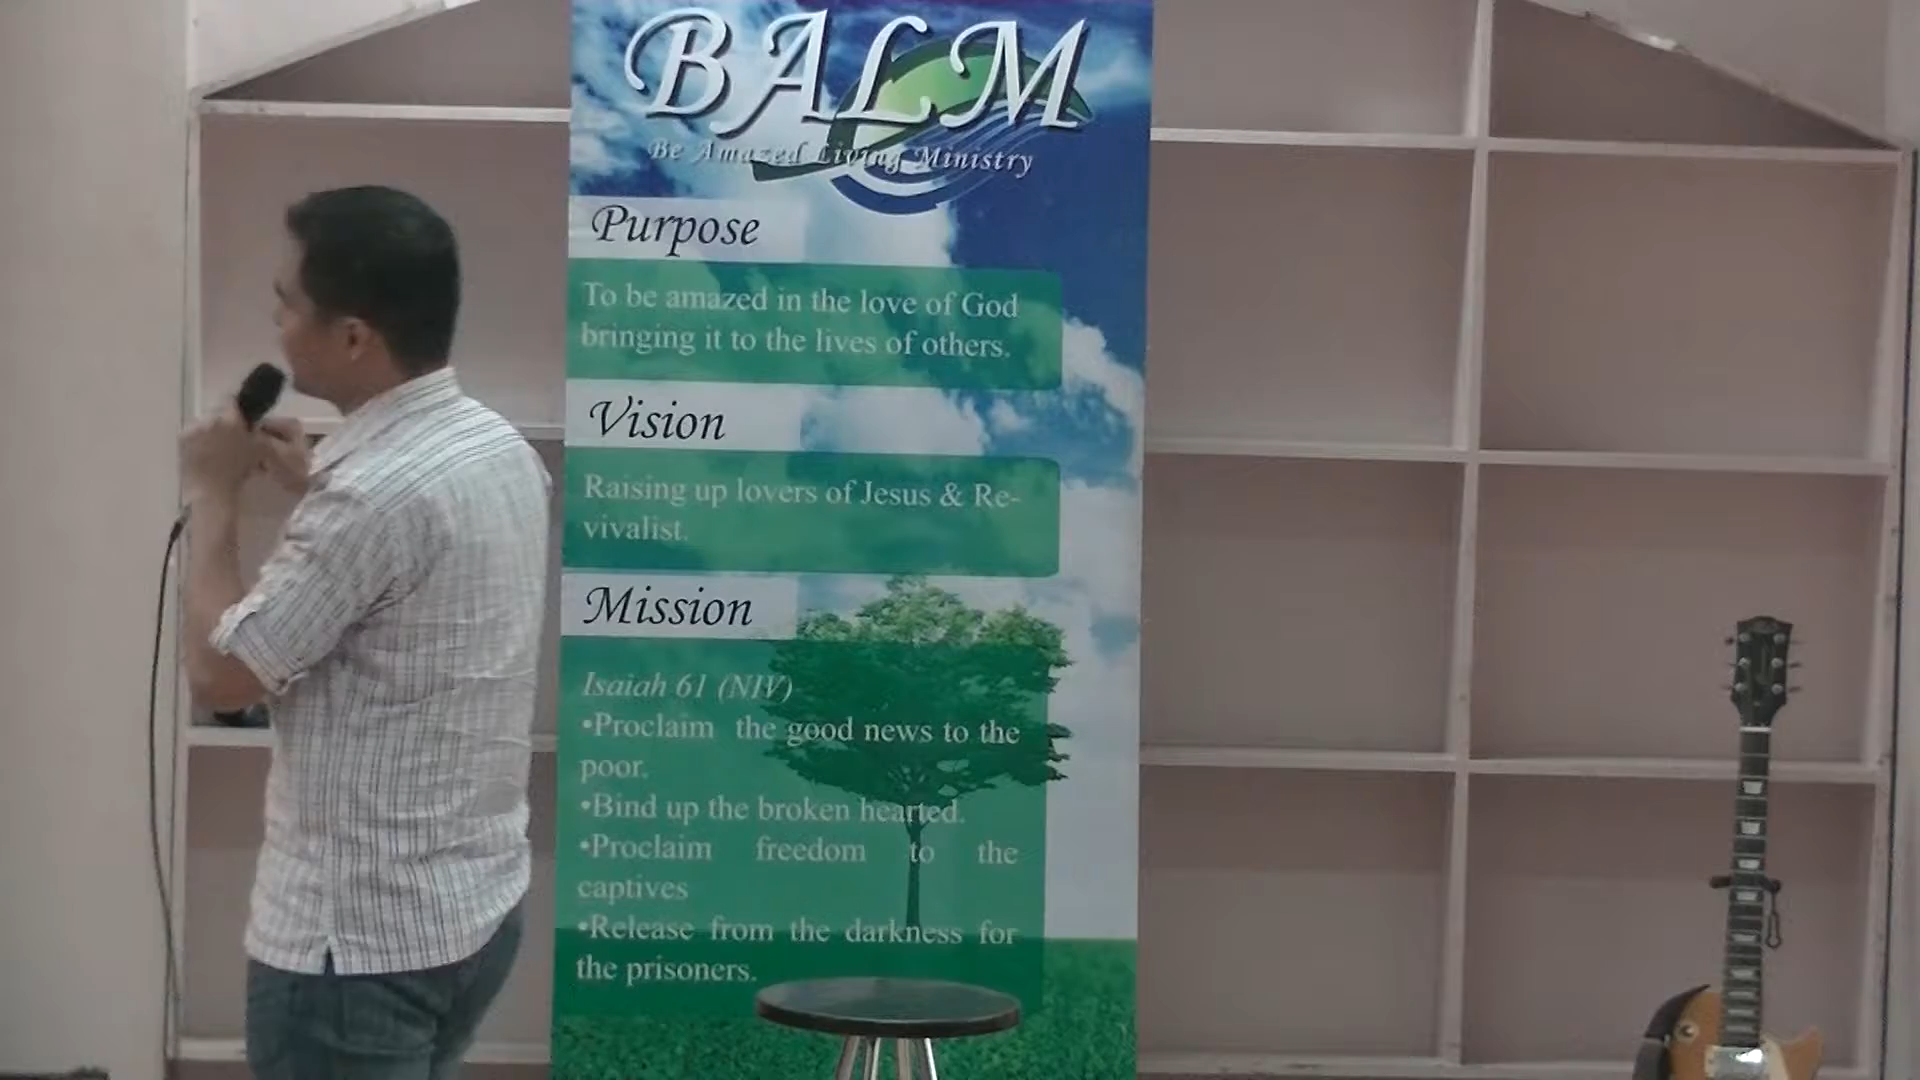 BALM
Be Amazed Living Ministry
Purpose
To be amazed in the love of God
bringing it to the lives of others.
Vision
Raising up lovers of Jesus & Re-
vivalist.
Mission
Isaiah 61 (NIV)
•Proclaim the good news to the
poor.
•Bind up the broken hearted.
•Proclaim freedom to the
captives
•Release from the darkness for
the prisoners.